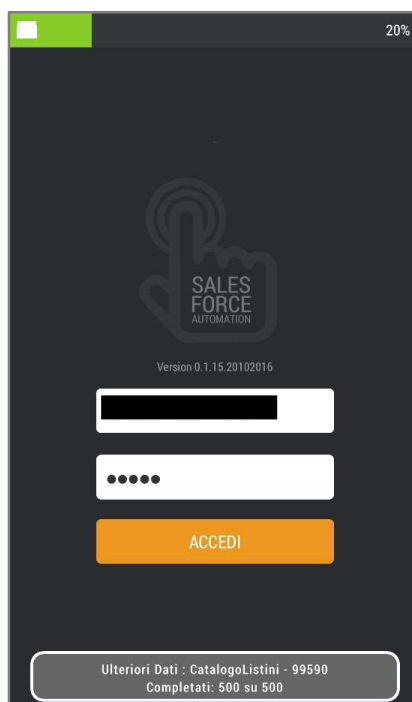 20%
SALES
FORCE
AUTOMATION
Version 0.1.15.20102016
●●●●●
ACCEDI
Ulteriori Dati : CatalogoListini - 99590
Completati: 500 su 500